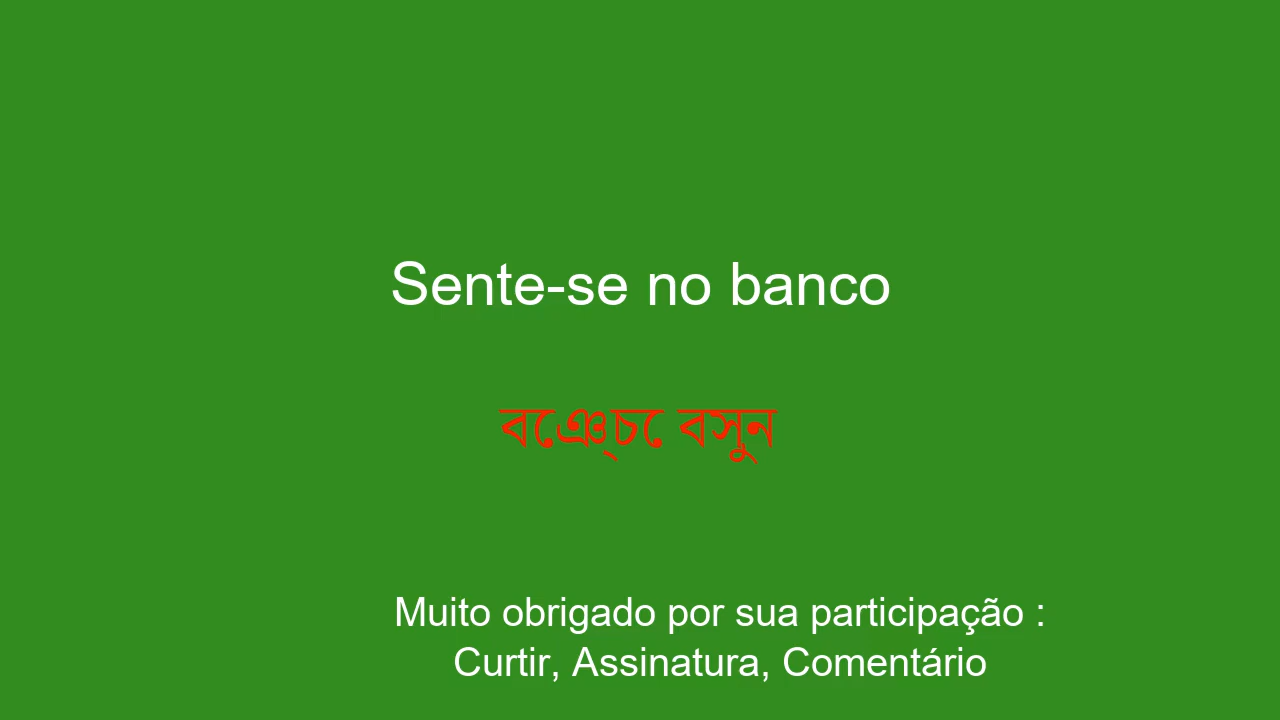 Sente-se no banco
বেঞ্চে বসুন
Muito obrigado por sua participação :
Curtir, Assinatura, Comentário